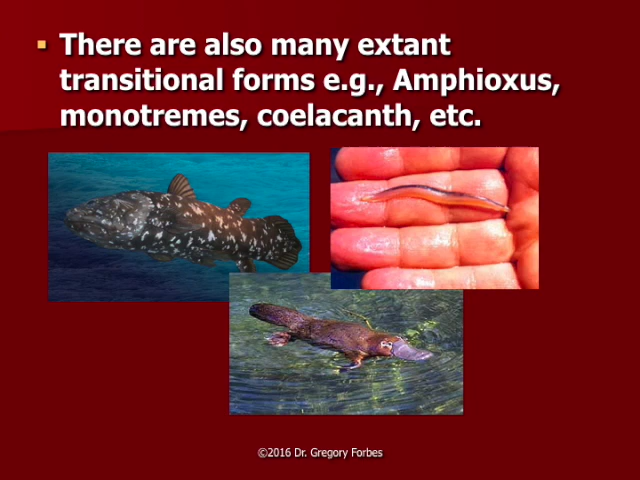 There are also many extant
transitional forms e.g., Amphioxus,
monotremes, coelacanth, etc.
©2016 Dr. Gregory Forbes